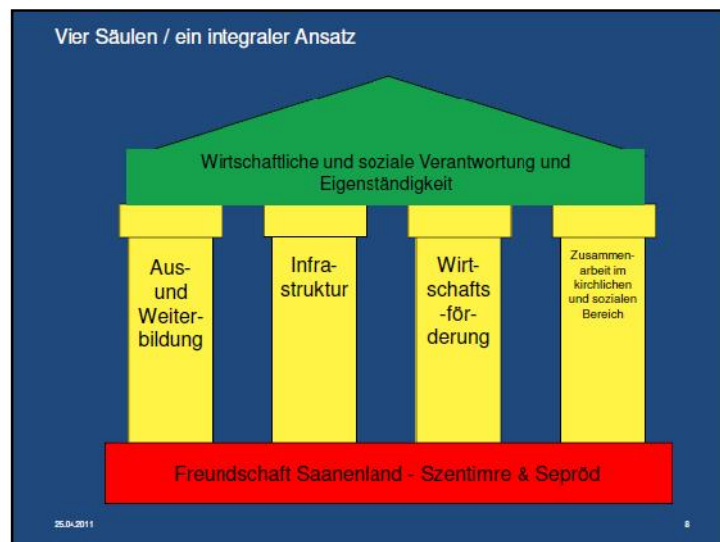 Vier Säulen / ein integraler Ansatz
Wirtschaftliche und soziale Verantwortung und
Eigenständigkeit
Aus-
und
Weiter-
bildung
Infra-
struktur
Wirt-
schafts
-för-
derung
Zusammen-
arbeit im
kirchlichen
und sozialen
Bereich
Freundschaft Saanenland - Szentimre & Sepröd
25.04.2011
8